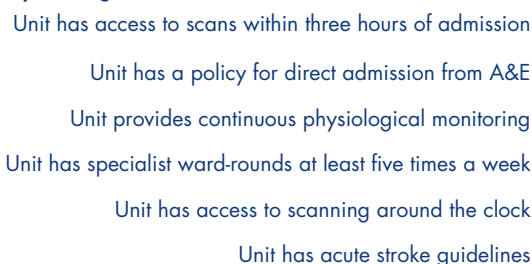 Unit has access to scans within three hours of admission
Unit has a policy for direct admission from A&E
Unit provides continuous physiological monitoring
Unit has specialist ward-rounds at least five times a week
Unit has access to scanning around the clock
Unit has acute stroke guidelines